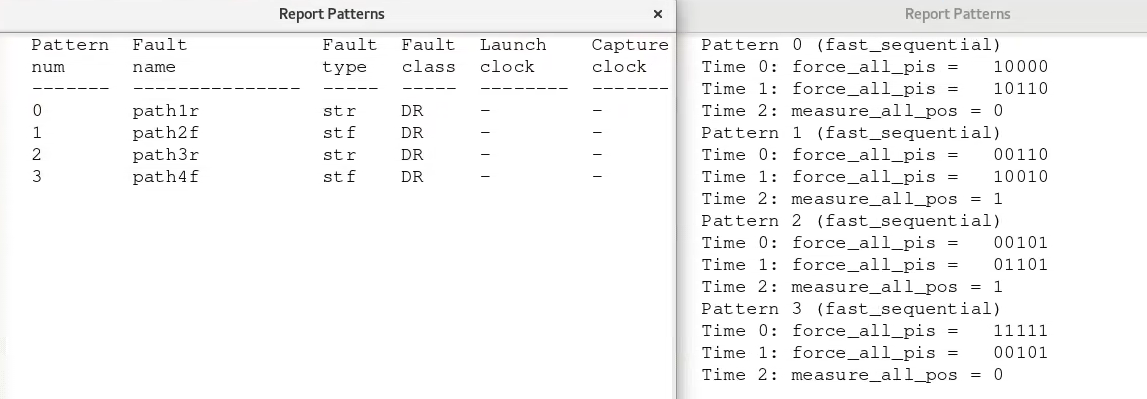 Report Patterns ×
Pattern Fault Fault Fault Launch Capture
num name type class clock clock
------- --------------- ----- ----- -------- -------
0 path1r str DR - -
1 path2f stf DR - -
2 path3r str DR - -
3 path4f stf DR - -
Report Patterns
Pattern 0 (fast_sequential)
Time 0: force_all_pis = 10000
Time 1: force_all_pis = 10110
Time 2: measure_all_pos = 0
Pattern 1 (fast_sequential)
Time 0: force_all_pis = 00110
Time 1: force_all_pis = 10010
Time 2: measure_all_pos = 1
Pattern 2 (fast_sequential)
Time 0: force_all_pis = 00101
Time 1: force_all_pis = 01101
Time 2: measure_all_pos = 1
Pattern 3 (fast_sequential)
Time 0: force_all_pis = 11111
Time 1: force_all_pis = 00101
Time 2: measure_all_pos = 0